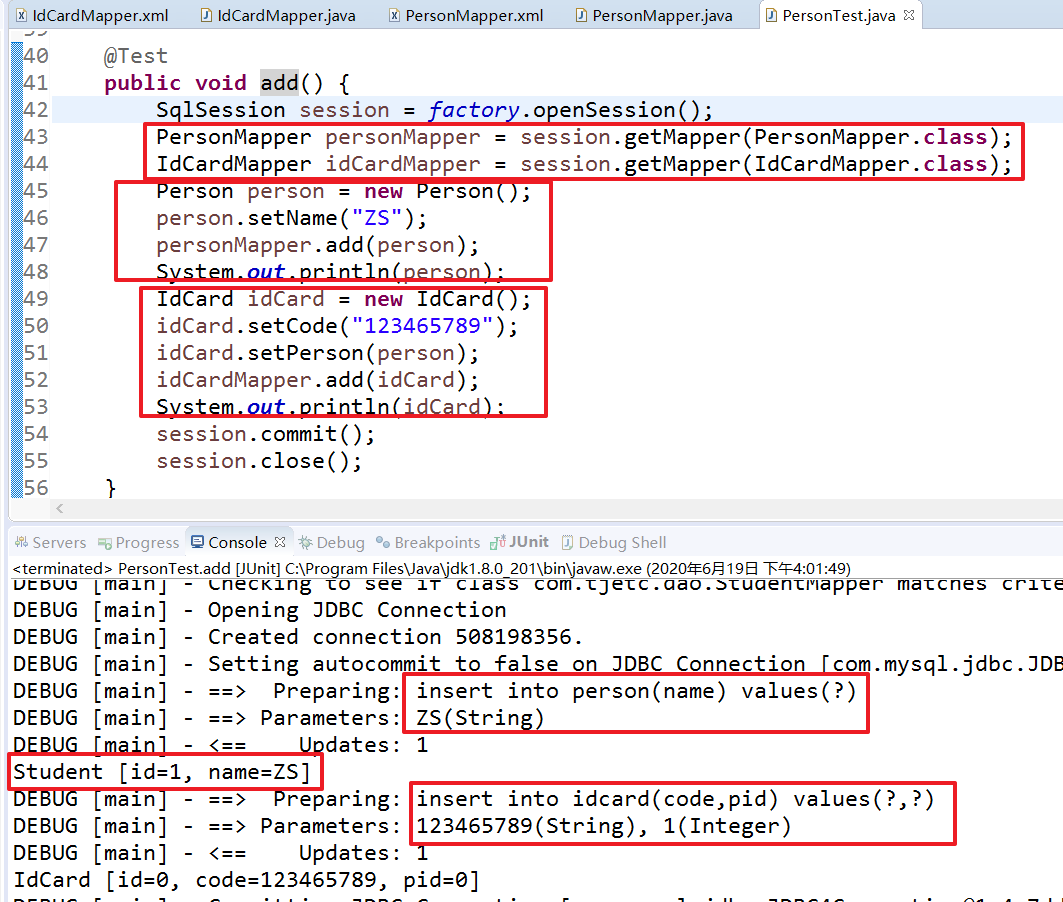 IdCardMapper.xml IdCardMapper.java PersonMapper.xml PersonMapper.java PersonTest.java
39
40 @Test
41 public void add() {
42 SqlSession session = factory.openSession();
43 PersonMapper personMapper = session.getMapper(PersonMapper.class);
44 IdCardMapper idCardMapper = session.getMapper(IdCardMapper.class);
45 Person person = new Person();
46 person.setName("ZS");
47 personMapper.add(person);
48 System.out.println(person);
49 IdCard idCard = new IdCard();
50 idCard.setCode("123465789");
51 idCard.setPerson(person);
52 idCardMapper.add(idCard);
53 System.out.println(idCard);
54 session.commit();
55 session.close();
56 }
Servers Progress Console Debug Breakpoints JUnit Debug Shell
<terminated> PersonTest.add [JUnit] C:\Program Files\Java\jdk1.8.0_201\bin\javaw.exe (2020年6月19日 下午4:01:49)
DEBUG [main] - Checking to see if class com.tjetc.dao.StudentMapper matches crite
DEBUG [main] - Opening JDBC Connection
DEBUG [main] - Created connection 508198356.
DEBUG [main] - Setting autocommit to false on JDBC Connection [com.mysql.jdbc.JDB
DEBUG [main] - ==> Preparing: insert into person(name) values(?)
DEBUG [main] - ==> Parameters: ZS(String)
DEBUG [main] - <== Updates: 1
Student [id=1, name=ZS]
DEBUG [main] - ==> Preparing: insert into idcard(code,pid) values(?,?)
DEBUG [main] - ==> Parameters: 123465789(String), 1(Integer)
DEBUG [main] - <== Updates: 1
IdCard [id=0, code=123465789, pid=0]